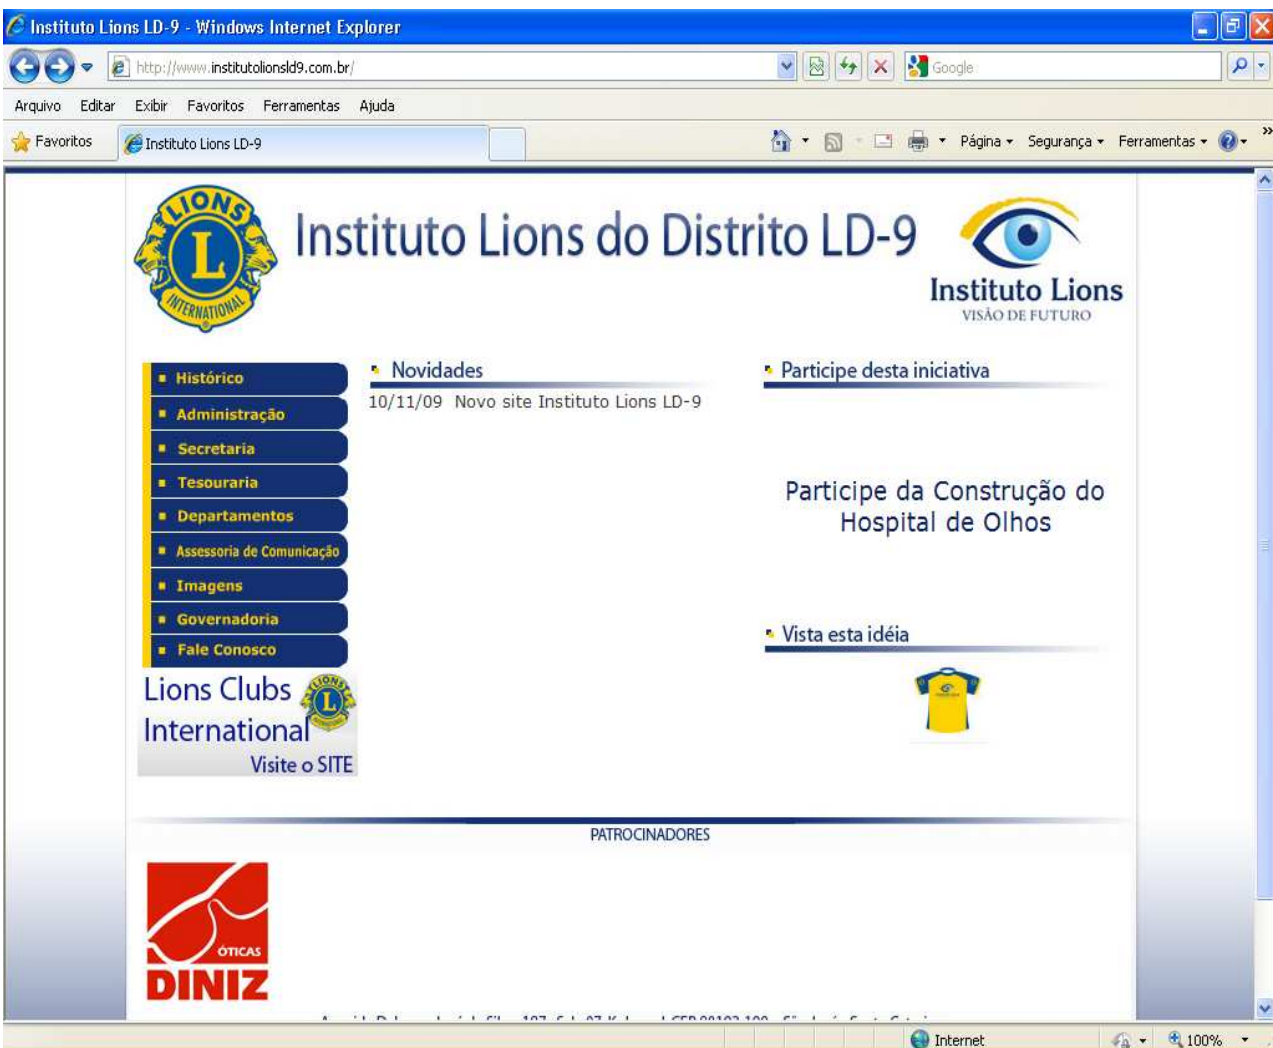 Instituto Lions LD-9 - Windows Internet Explorer
http://www.institutolionsld9.com.br/
Google
Arquivo Editar Exibir Favoritos Ferramentas Ajuda
Favoritos Instituto Lions LD-9 Página Segurança Ferramentas
LIONS
L
INTERNATIONAL
Instituto Lions do Distrito LD-9
Instituto Lions
VISÃO DE FUTURO
Histórico
Administração
Secretaria
Tesouraria
Departamentos
Assessoria de Comunicação
Imagens
Governadoria
Fale Conosco
Lions Clubs
International
Visite o SITE
LIONS
L
Novidades
10/11/09 Novo site Instituto Lions LD-9
Participe desta iniciativa
Participe da Construção do
Hospital de Olhos
Vista esta idéia
PATROCINADORES
ÓTICAS
DINIZ
Internet 100%